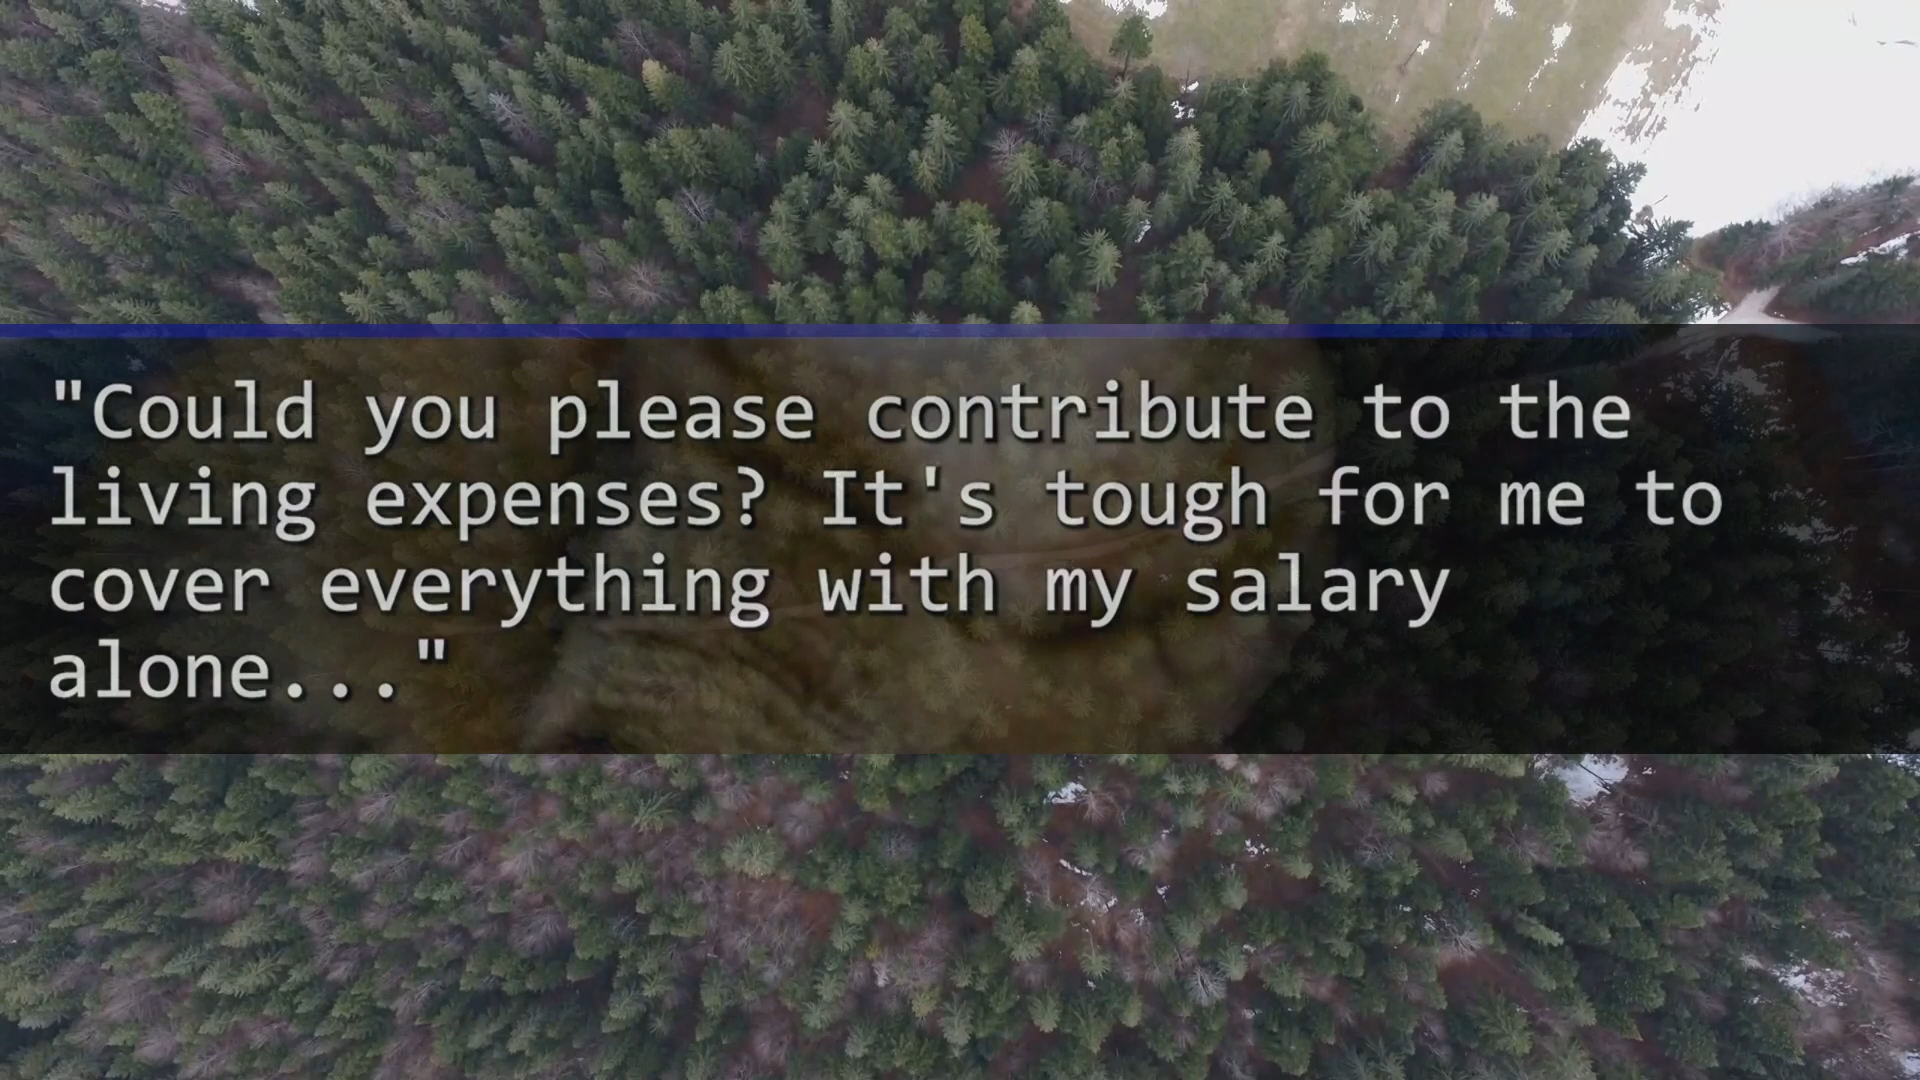 "Could you please contribute to the
living expenses? It's tough for me to
cover everything with my salary
alone..."